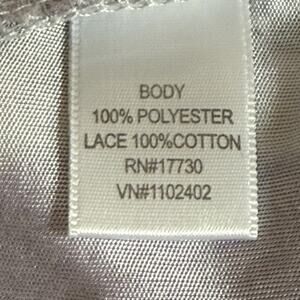 BODY
100% POLYESTER
LACE 100%COTTON
RN#17730
VN#1102402